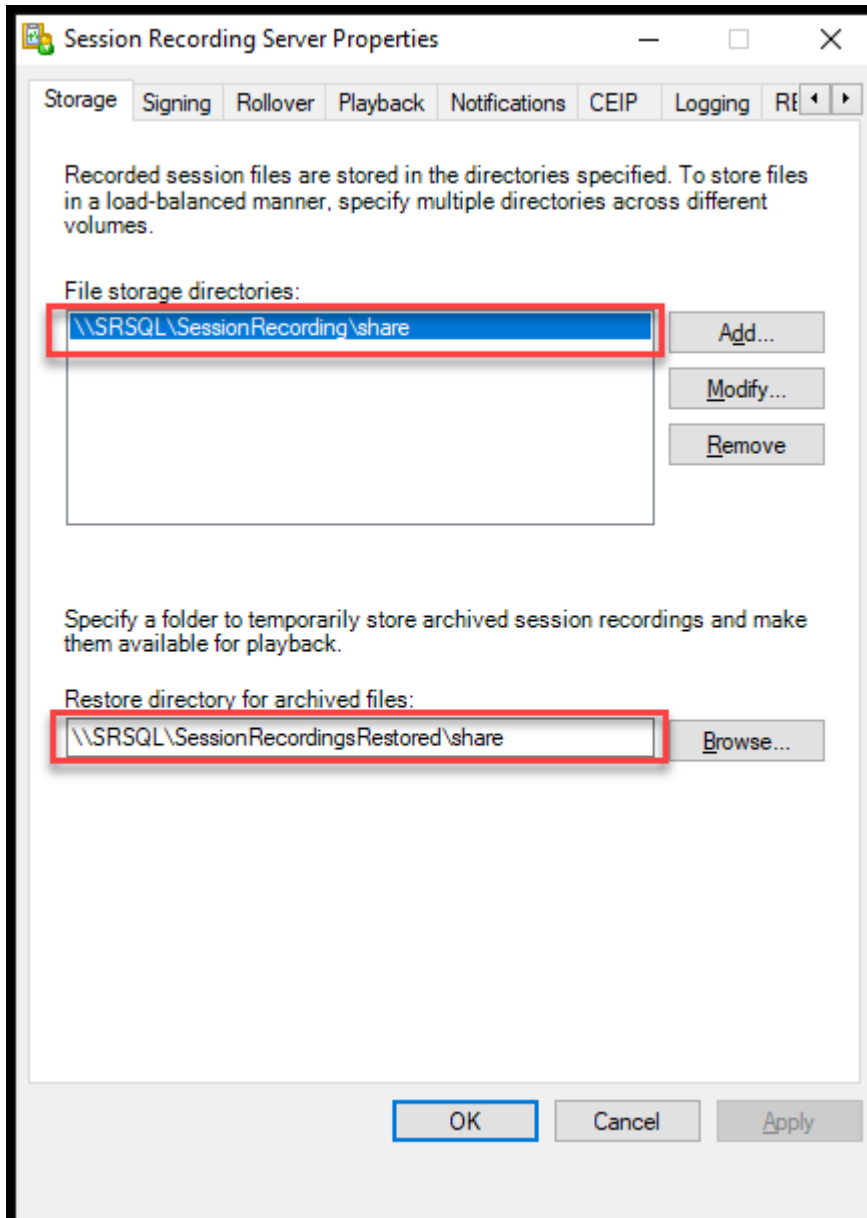 Session Recording Server Properties
Storage Signing Rollover Playback Notifications CEIP Logging RE
Recorded session files are stored in the directories specified. To store files
in a load-balanced manner, specify multiple directories across different
volumes.
File storage directories:
\\SRSQL\SessionRecording\share
Add...
Modify...
Remove
Specify a folder to temporarily store archived session recordings and make
them available for playback.
Restore directory for archived files:
\\SRSQL\SessionRecordingsRestored\share
Browse...
OK Cancel Apply